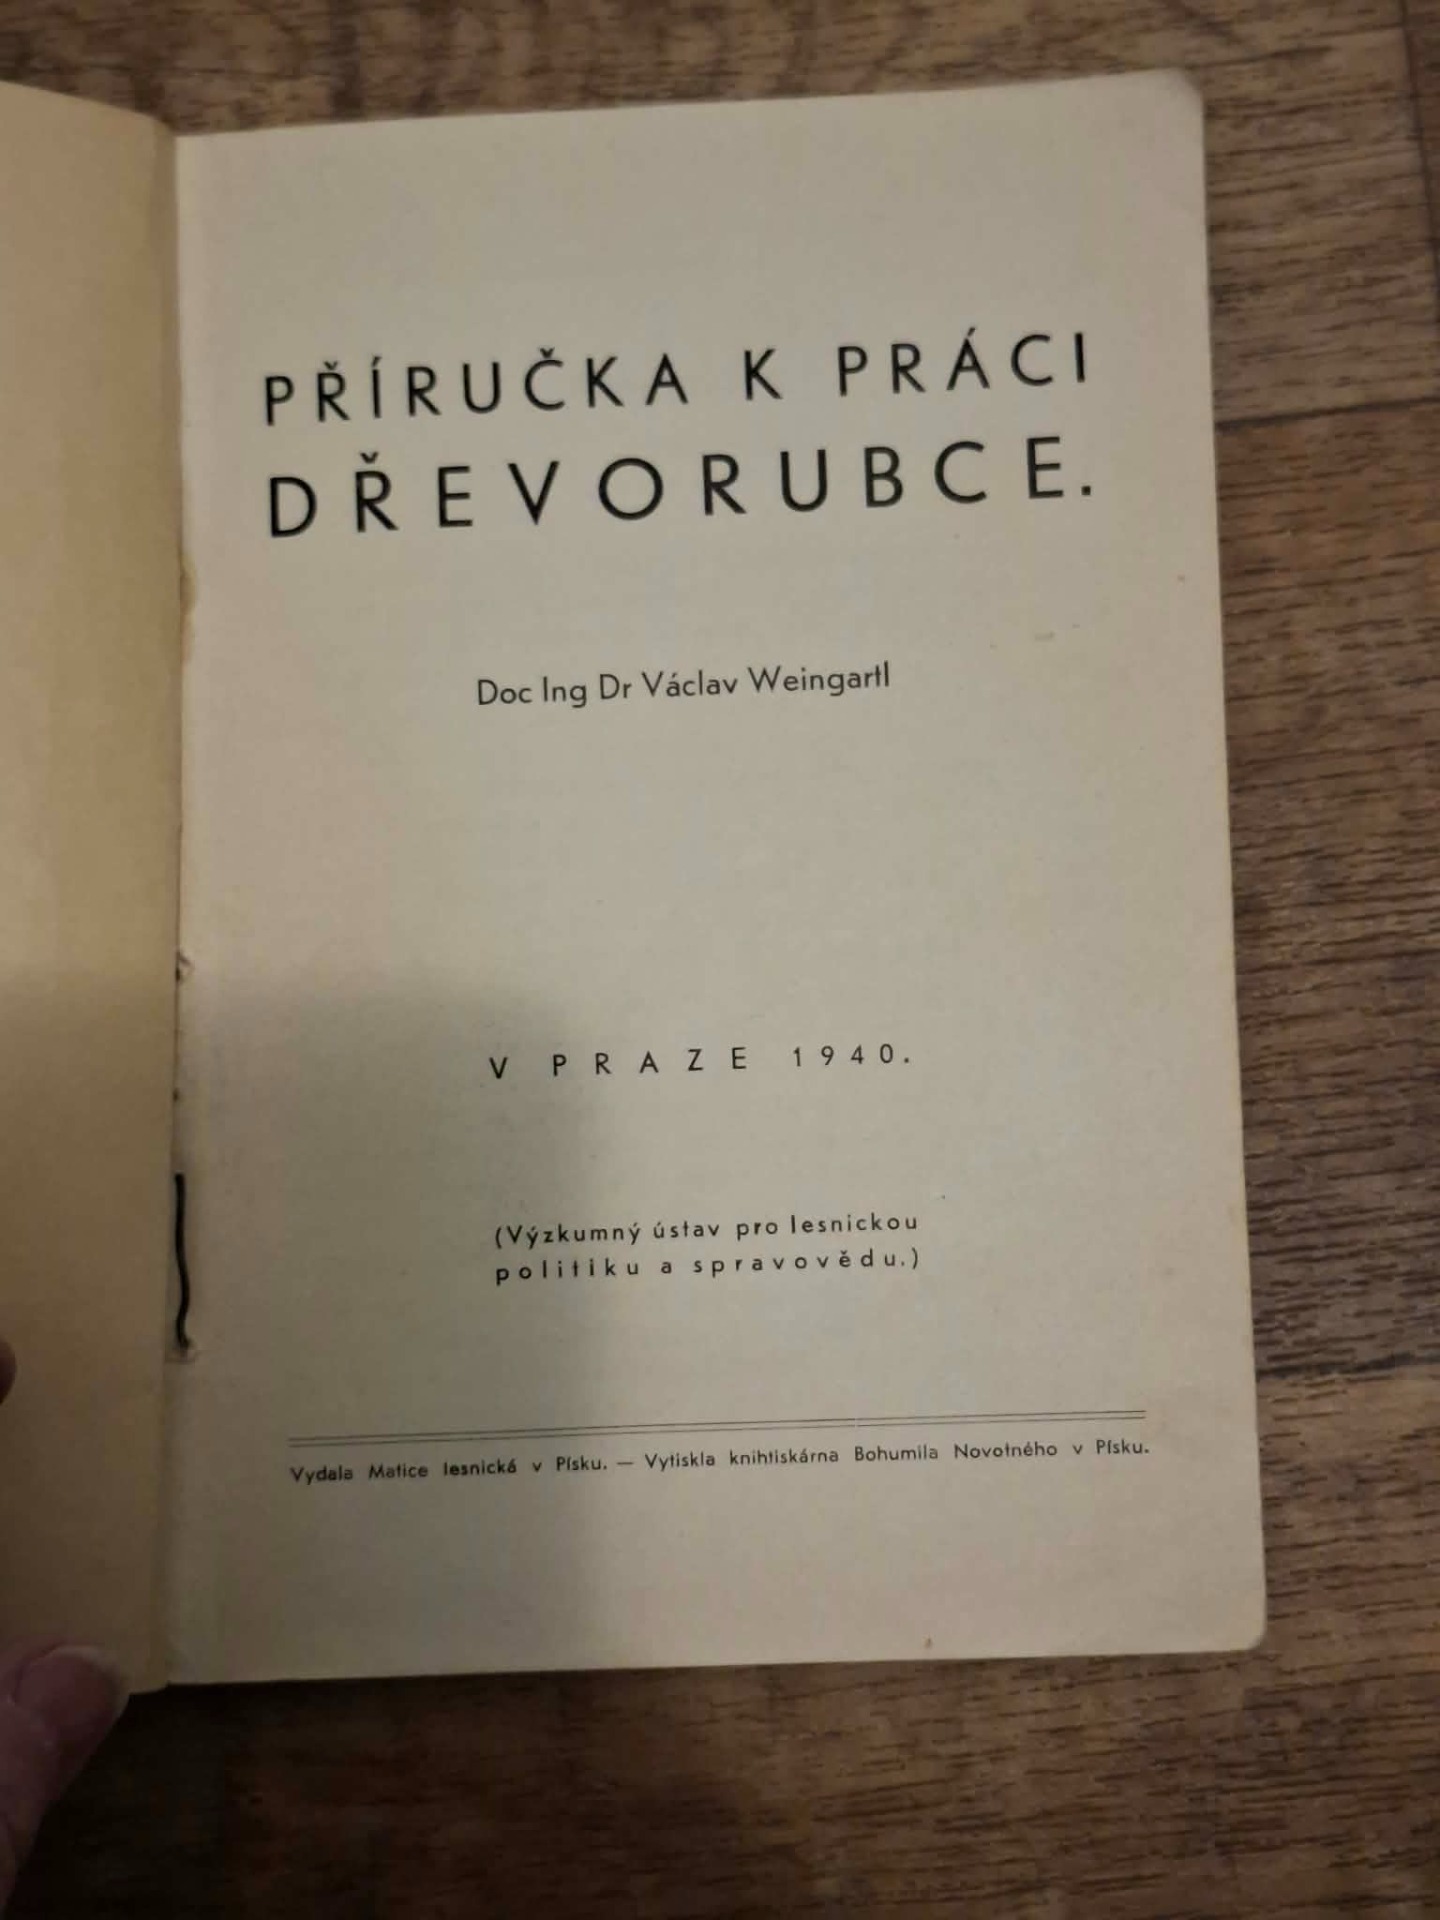 PŘÍRUČKA K PRÁCI
DŘEVORUBCE.
Doc Ing Dr Václav Weingartl
V PRAZE 1940.
(Výzkumný ústav pro lesnickou
politiku a spravovědu.)
Vydala Matice lesnická v Písku. — Vytiskla knihtiskárna Bohumila Novotného v Písku.